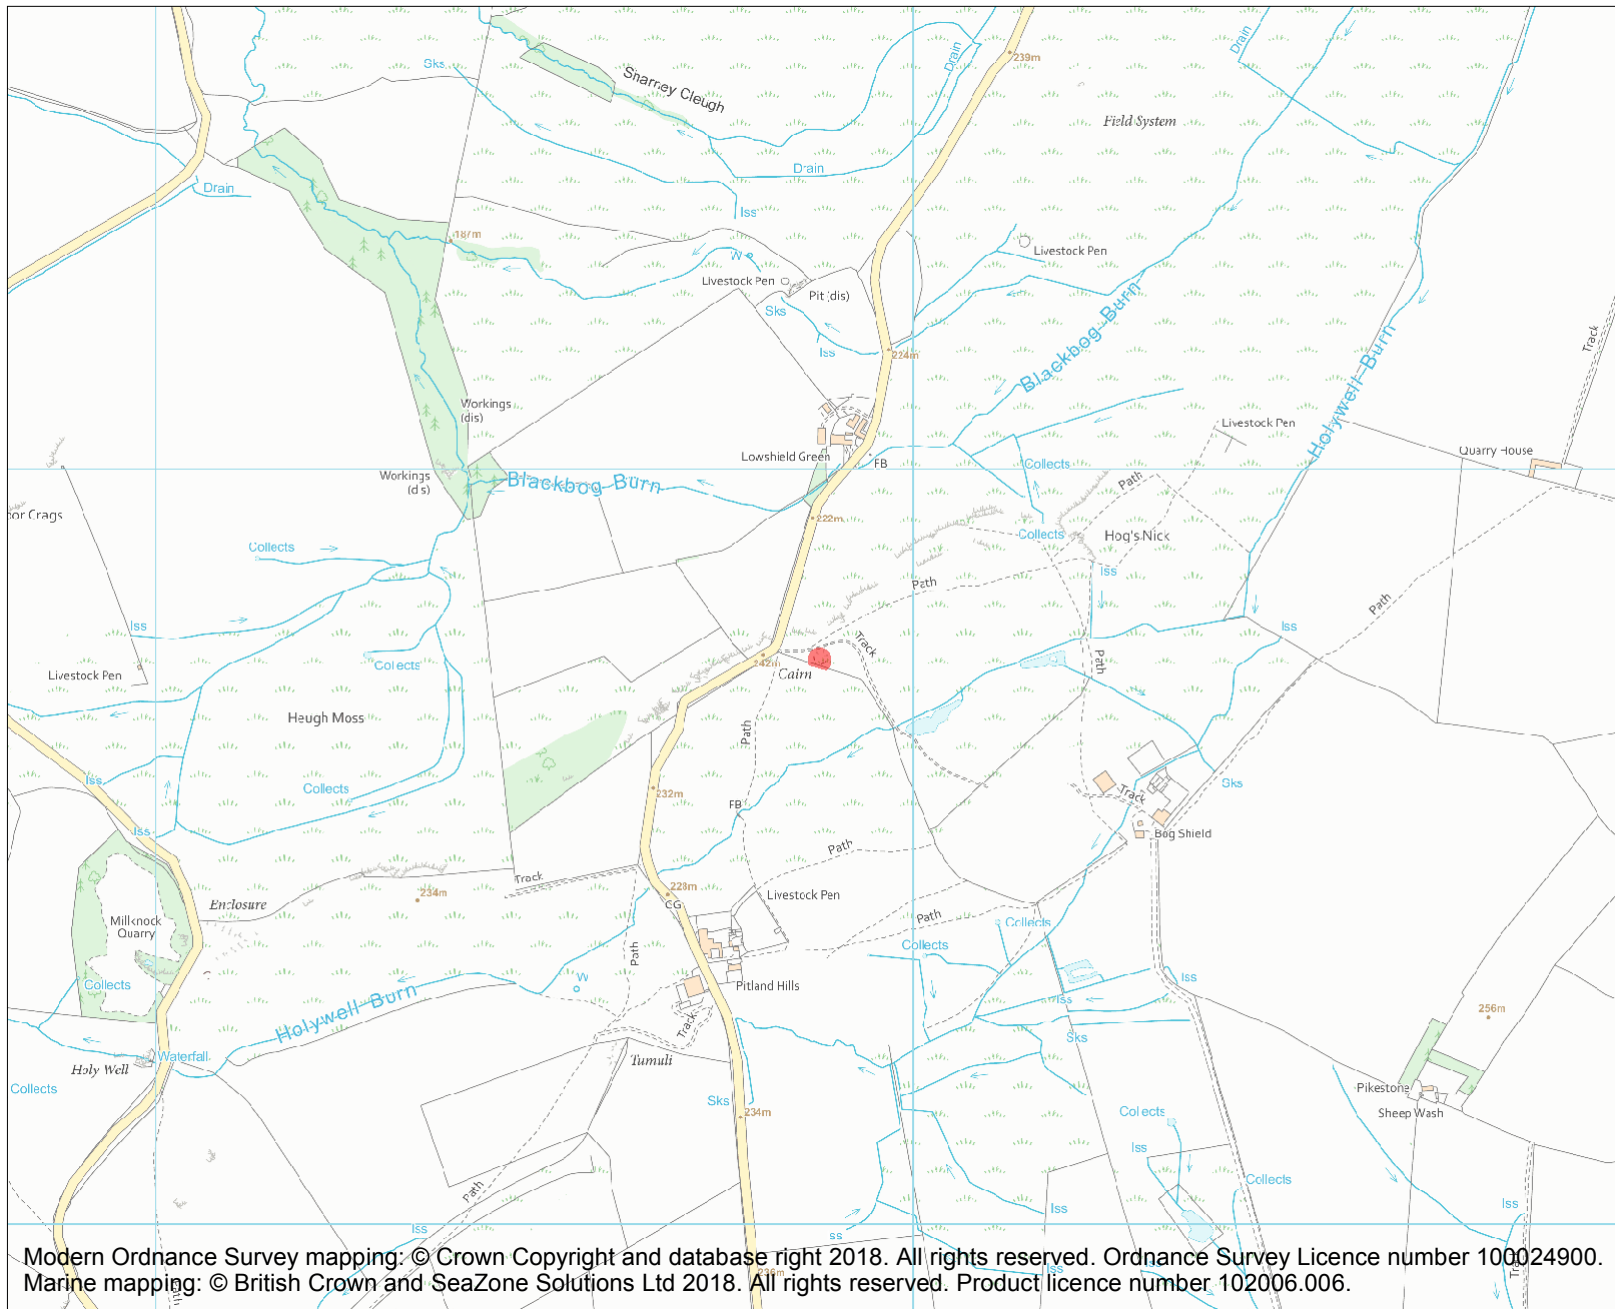 Sks
Snarney Cleugh
Drain
239m
Drain
Field System
Drain
Drain
Iss
187m
W
Livestock Pen
Livestock Pen
Pit (dis)
Sks
Iss
224m
Blackbog Burn
Holywell Burn
Track
Workings
(dis)
Livestock Pen
Quarry House
Lowshield Green
FB
Collects
Workings
Blackbog Burn
Path
222m
Collects
Hog's Nick
Collects
Iss
Path
Path
Iss
Iss
Track
Collects
242m
Cairn
Path
Livestock Pen
Heugh Moss
Path
Iss
Collects
232m
FB
Track
Sks
Iss
Bog Shield
Path
Track
234m
228m
CG
Livestock Pen
Enclosure
Millknock
Quarry
Path
Collects
Collects
Path
W
Collects
Iss
Pitland Hills
Iss
256m
Holywell Burn
Track
Sks
Waterfall
Holy Well
Tumuli
Collects
Pikestone
Sheep Wash
Sks
234m
Collects
Iss
Path
Collects
Iss
Iss
Iss
ss
Modern Ordnance Survey mapping: © Crown Copyright and database right 2018. All rights reserved. Ordnance Survey Licence number 100024900.
Marine mapping: © British Crown and SeaZone Solutions Ltd 2018. All rights reserved. Product licence number 102006.006.
Iss